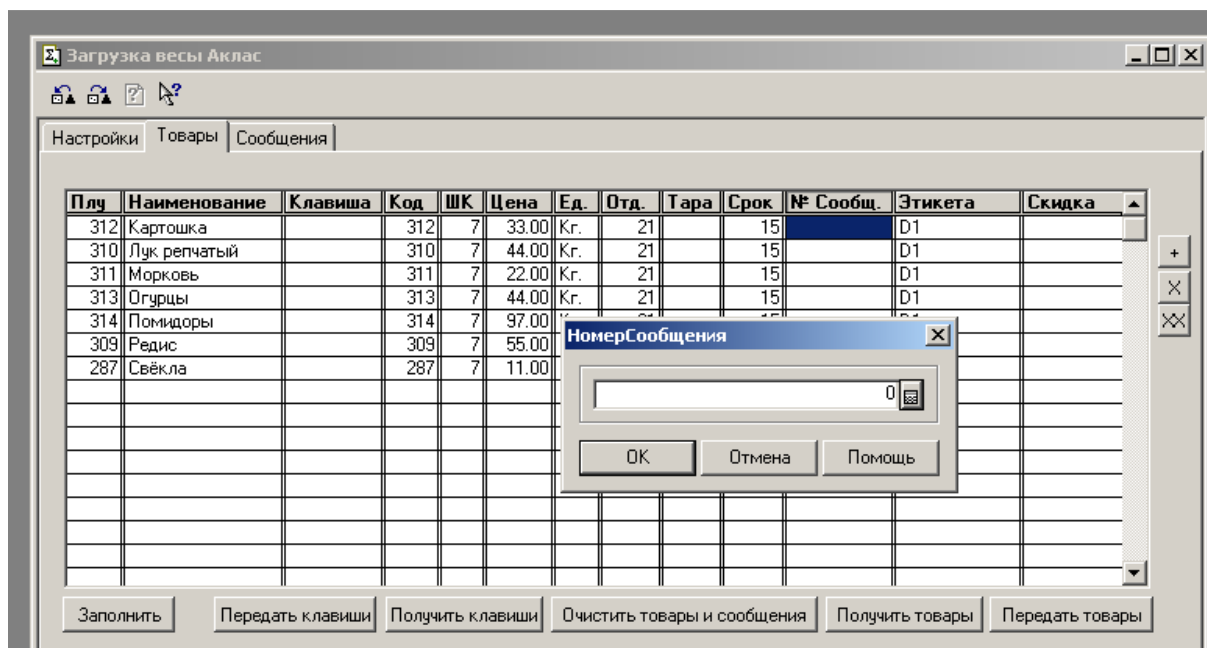 Загрузка весы Аклас
Настройки Товары Сообщения
Плу Наименование Клавиша Код ШК Цена Ед. Отд. Тара Срок № Сообщ. Этикета Скидка
312 Картошка 312 7 33.00 Кг. 21 15 D1
310 Лук репчатый 310 7 44.00 Кг. 21 15 D1
311 Морковь 311 7 22.00 Кг. 21 15 D1
313 Огурцы 313 7 44.00 Кг. 21 15 D1
314 Помидоры 314 7 97.00
309 Редис 309 7 55.00
287 Свёкла 287 7 11.00
+
X
XX
НомерСообщения
0
OK Отмена Помощь
Заполнить Передать клавиши Получить клавиши Очистить товары и сообщения Получить товары Передать товары